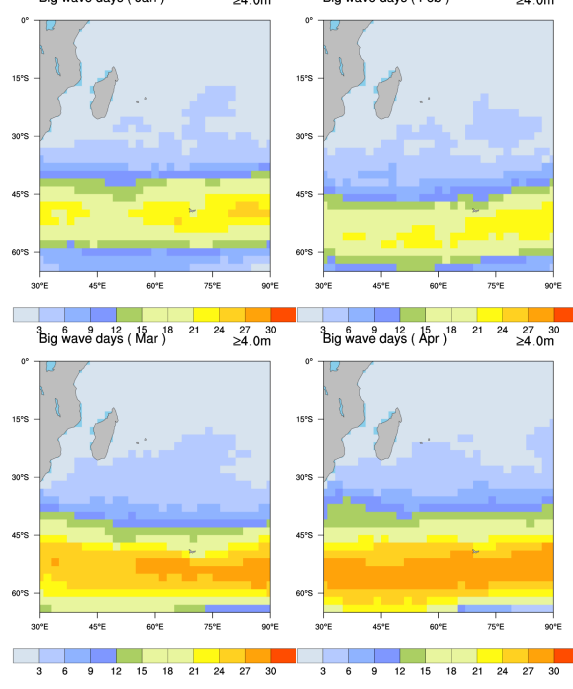 Big wave days ( Jan ) ≥4.0m
Big wave days ( Feb ) ≥4.0m
0° 0°
15°S 15°S
30°S 30°S
45°S 45°S
60°S 60°S
30°E 45°E 60°E 75°E 90°E 30°E 45°E 60°E 75°E 90°E
3 6 9 12 15 18 21 24 27 30 3 6 9 12 15 18 21 24 27 30
Big wave days ( Mar ) ≥4.0m
Big wave days ( Apr ) ≥4.0m
0° 0°
15°S 15°S
30°S 30°S
45°S 45°S
60°S 60°S
30°E 45°E 60°E 75°E 90°E 30°E 45°E 60°E 75°E 90°E
3 6 9 12 15 18 21 24 27 30 3 6 9 12 15 18 21 24 27 30